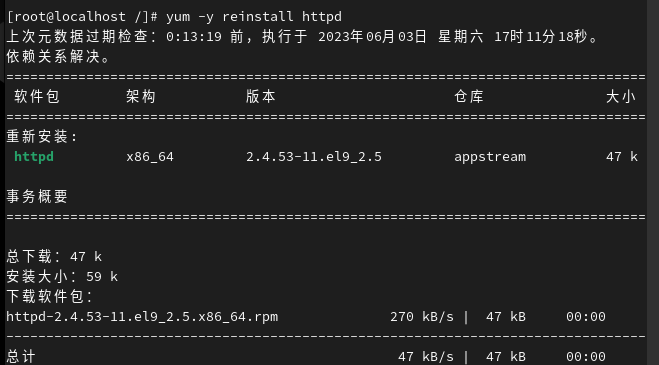 [root@localhost /]# yum -y reinstall httpd
上次元数据过期检查：0:13:19 前，执行于 2023年06月03日 星期六 17时11分18秒。
依赖关系解决。
================================================================================
软件包 架构 版本 仓库 大小
================================================================================
重新安装:
httpd x86_64 2.4.53-11.el9_2.5 appstream 47 k
事务概要
================================================================================
总下载：47 k
安装大小：59 k
下载软件包：
httpd-2.4.53-11.el9_2.5.x86_64.rpm 270 kB/s | 47 kB 00:00
--------------------------------------------------------------------------------
总计 47 kB/s | 47 kB 00:00